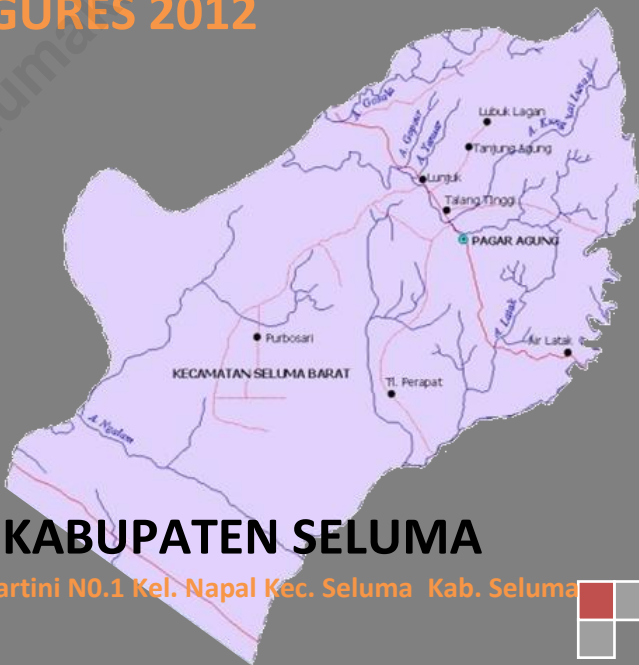 GURES 2012
A. Gosala
Lubuk Lagan
Tanjung Agung
Lunjuk
Talang Tinggi
PAGAR AGUNG
A. Latak
Air Latak
Purbosari
KECAMATAN SELUMA BARAT
Tl. Perapat
A. Ngalam
KABUPATEN SELUMA
artini N0.1 Kel. Napal Kec. Seluma Kab. Seluma